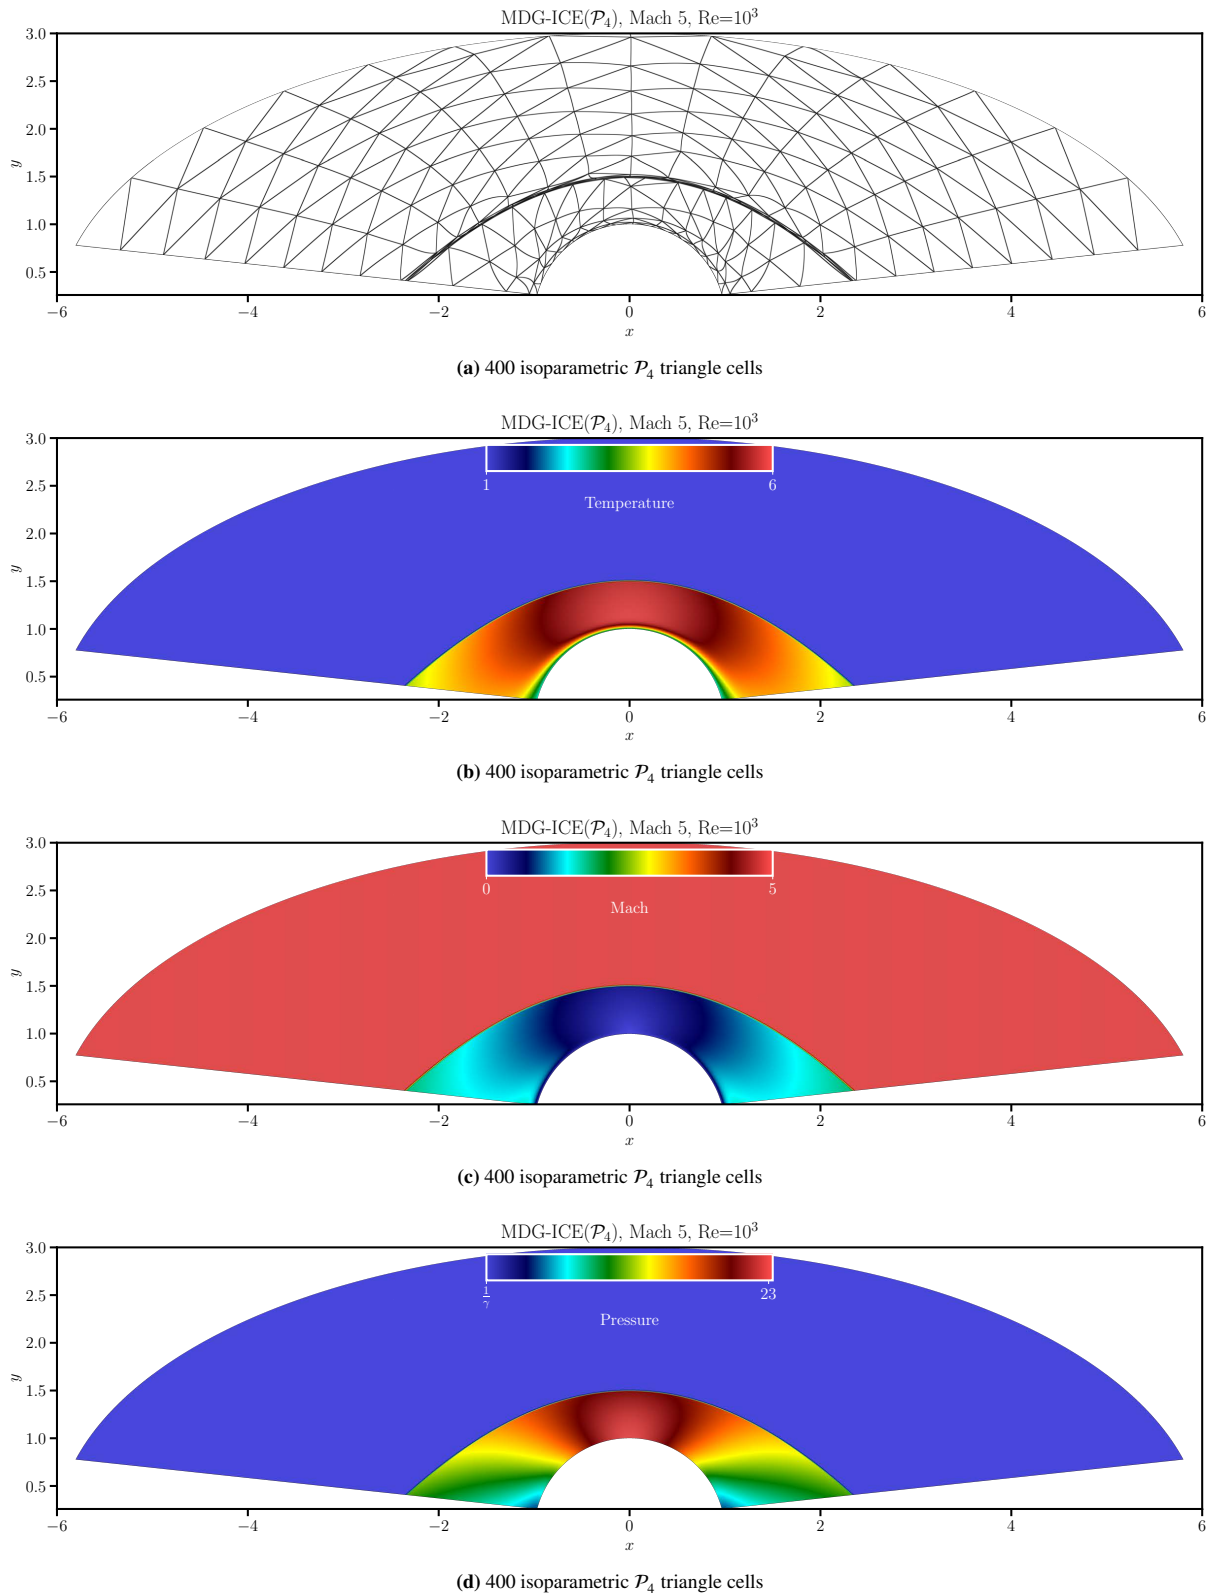 MDG-ICE(𝒫₄), Mach 5, Re=10³
3.0
2.5
2.0
1.5
1.0
0.5
y
−6 −4 −2 0 2 4 6
x
(a) 400 isoparametric 𝒫₄ triangle cells
MDG-ICE(𝒫₄), Mach 5, Re=10³
3.0
2.5
2.0
1.5
1.0
0.5
y
1 6
Temperature
−6 −4 −2 0 2 4 6
x
(b) 400 isoparametric 𝒫₄ triangle cells
MDG-ICE(𝒫₄), Mach 5, Re=10³
3.0
2.5
2.0
1.5
1.0
0.5
y
0 5
Mach
−6 −4 −2 0 2 4 6
x
(c) 400 isoparametric 𝒫₄ triangle cells
MDG-ICE(𝒫₄), Mach 5, Re=10³
3.0
2.5
2.0
1.5
1.0
0.5
y
1/γ 23
Pressure
−6 −4 −2 0 2 4 6
x
(d) 400 isoparametric 𝒫₄ triangle cells